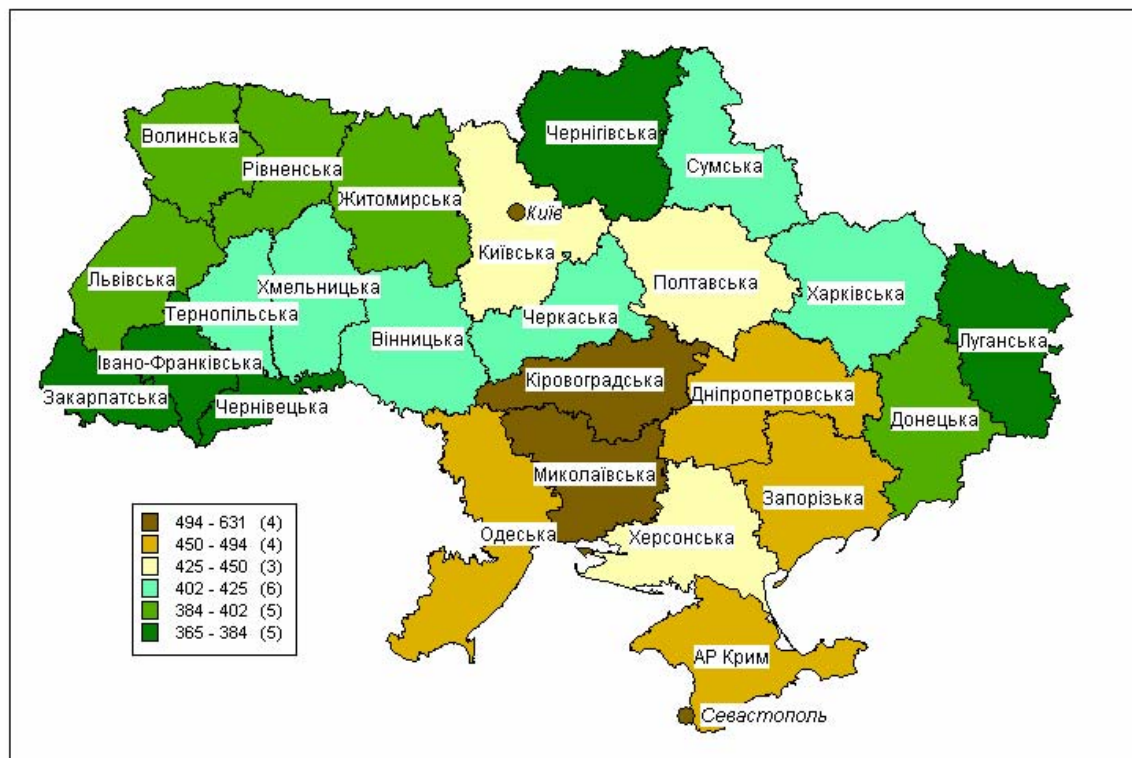 Волинська
Рівненська
Житомирська
Чернігівська
Сумська
Київ
Київська
Львівська
Тернопільська
Хмельницька
Вінницька
Черкаська
Полтавська
Харківська
Луганська
Івано-Франківська
Закарпатська
Чернівецька
Кіровоградська
Дніпропетровська
Донецька
Миколаївська
Запорізька
Одеська
Херсонська
АР Крим
Севастополь
494 - 631 (4)
450 - 494 (4)
425 - 450 (3)
402 - 425 (6)
384 - 402 (5)
365 - 384 (5)